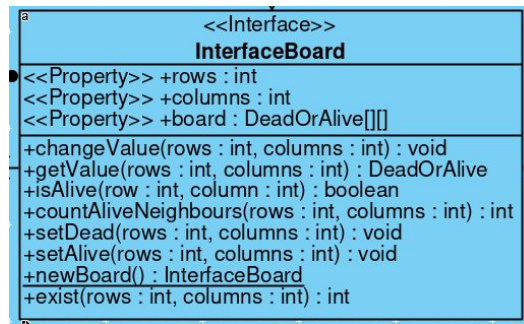 a
<<Interface>>
InterfaceBoard
<<Property>> +rows : int
<<Property>> +columns : int
<<Property>> +board : DeadOrAlive[][]
+changeValue(rows : int, columns : int) : void
+getValue(rows : int, columns : int) : DeadOrAlive
+isAlive(row : int, column : int) : boolean
+countAliveNeighbours(rows : int, columns : int) : int
+setDead(rows : int, columns : int) : void
+setAlive(rows : int, columns : int) : void
+newBoard() : InterfaceBoard
+exist(rows : int, columns : int) : int